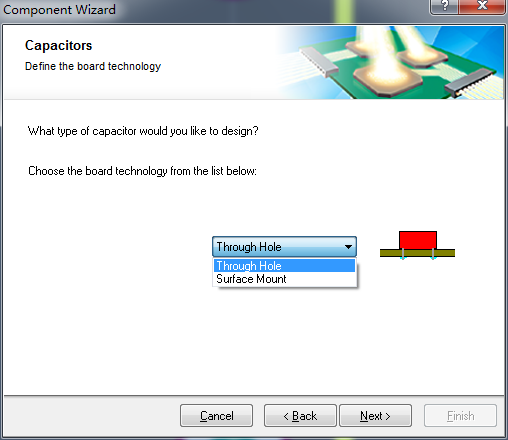 Component Wizard
?
Capacitors
Define the board technology
What type of capacitor would you like to design?
Choose the board technology from the list below:
Through Hole
Through Hole
Surface Mount
Cancel
< Back
Next >
Finish